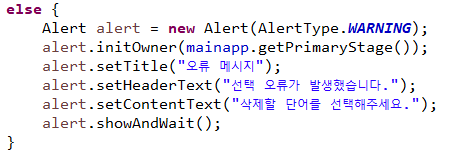 else {
    Alert alert = new Alert(AlertType.WARNING);
    alert.initOwner(mainapp.getPrimaryStage());
    alert.setTitle("오류 메시지");
    alert.setHeaderText("선택 오류가 발생했습니다.");
    alert.setContentText("삭제할 단어를 선택해주세요.");
    alert.showAndWait();
}